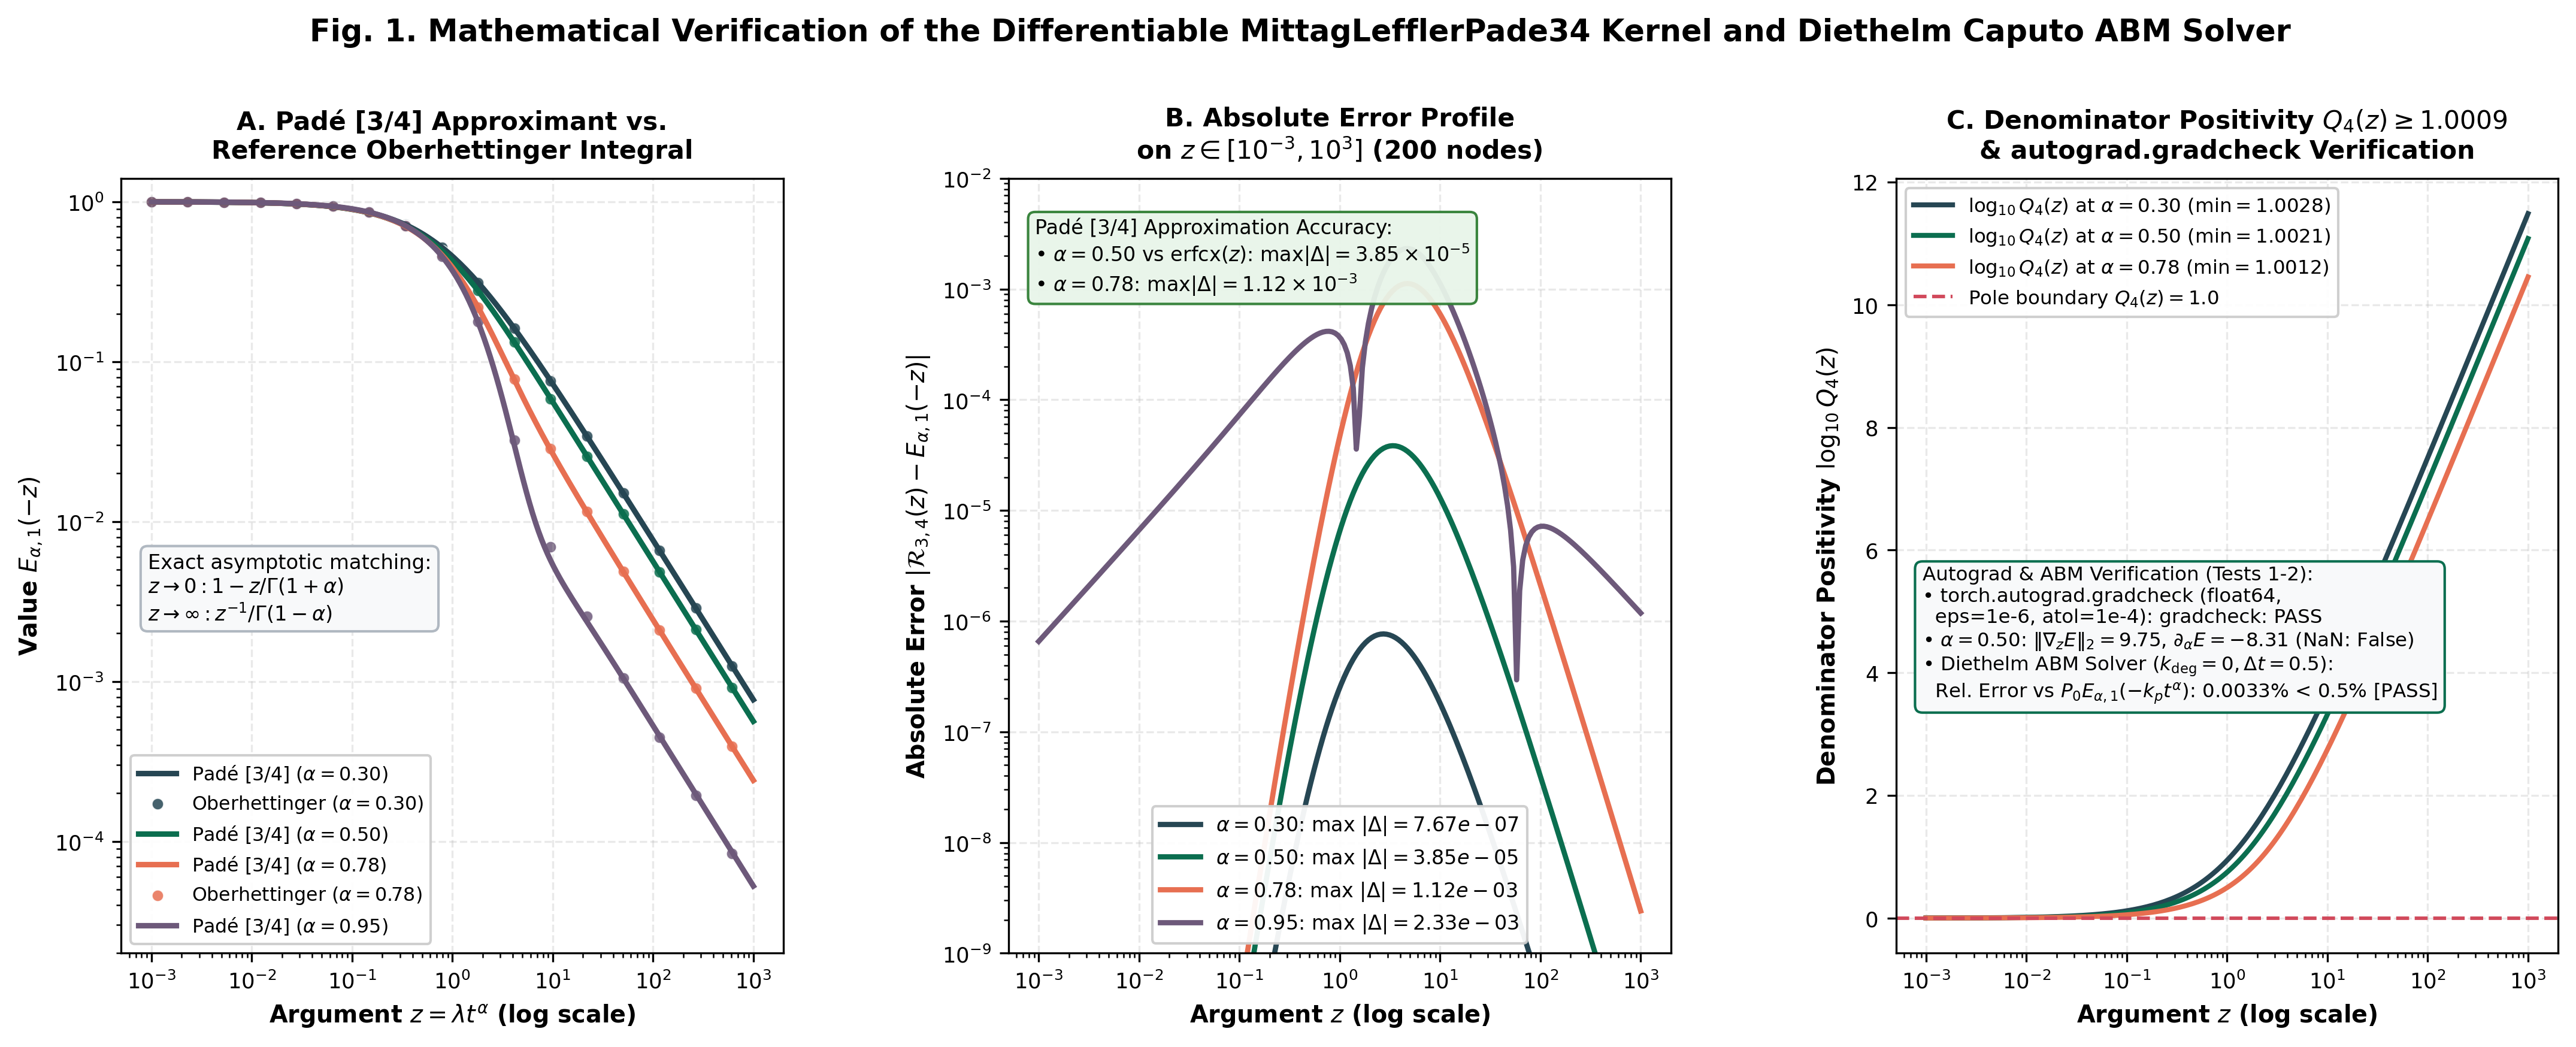 Fig. 1. Mathematical Verification of the Differentiable MittagLefflerPade34 Kernel and Diethelm Caputo ABM Solver
A. Padé [3/4] Approximant vs.
Reference Oberhettinger Integral
Value E_{α,1}(−z)
10^0
10^{−1}
10^{−2}
10^{−3}
10^{−4}
Exact asymptotic matching:
z → 0 : 1 − z/Γ(1 + α)
z → ∞ : z^{−1}/Γ(1 − α)
Padé [3/4] (α = 0.30)
Oberhettinger (α = 0.30)
Padé [3/4] (α = 0.50)
Padé [3/4] (α = 0.78)
Oberhettinger (α = 0.78)
Padé [3/4] (α = 0.95)
10^{−3} 10^{−2} 10^{−1} 10^0 10^1 10^2 10^3
Argument z = λt^α (log scale)
B. Absolute Error Profile
on z ∈ [10^{−3}, 10^3] (200 nodes)
Absolute Error |ℛ_{3,4}(z) − E_{α,1}(−z)|
10^{−2}
10^{−3}
10^{−4}
10^{−5}
10^{−6}
10^{−7}
10^{−8}
10^{−9}
Padé [3/4] Approximation Accuracy:
• α = 0.50 vs erfcx(z): max|Δ| = 3.85 × 10^{−5}
• α = 0.78: max|Δ| = 1.12 × 10^{−3}
α = 0.30: max |Δ| = 7.67e − 07
α = 0.50: max |Δ| = 3.85e − 05
α = 0.78: max |Δ| = 1.12e − 03
α = 0.95: max |Δ| = 2.33e − 03
10^{−3} 10^{−2} 10^{−1} 10^0 10^1 10^2 10^3
Argument z (log scale)
C. Denominator Positivity Q_4(z) ≥ 1.0009
& autograd.gradcheck Verification
Denominator Positivity log_{10} Q_4(z)
12
10
8
6
4
2
0
log_{10} Q_4(z) at α = 0.30 (min = 1.0028)
log_{10} Q_4(z) at α = 0.50 (min = 1.0021)
log_{10} Q_4(z) at α = 0.78 (min = 1.0012)
Pole boundary Q_4(z) = 1.0
Autograd & ABM Verification (Tests 1-2):
• torch.autograd.gradcheck (float64,
eps=1e-6, atol=1e-4): gradcheck: PASS
• α = 0.50: ‖∇_z E‖_2 = 9.75, ∂_α E = −8.31 (NaN: False)
• Diethelm ABM Solver (k_{deg} = 0, Δt = 0.5):
Rel. Error vs P_0 E_{α,1}(−k_p t^α): 0.0033% < 0.5% [PASS]
10^{−3} 10^{−2} 10^{−1} 10^0 10^1 10^2 10^3
Argument z (log scale)